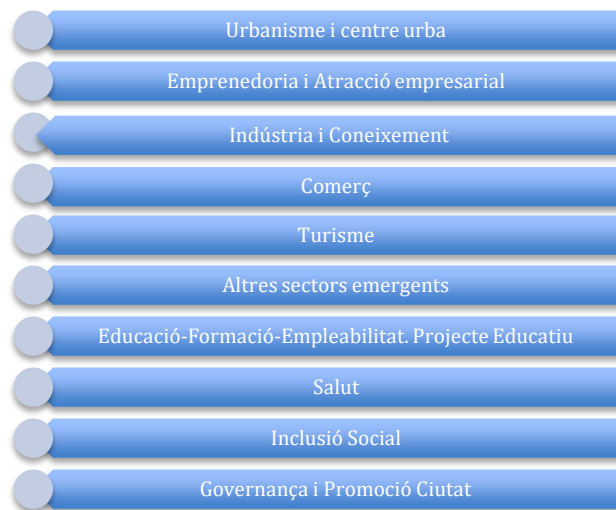 Urbanisme i centre urba
Emprenedoria i Atracció empresarial
Indústria i Coneixement
Comerç
Turisme
Altres sectors emergents
Educació-Formació-Empleabilitat. Projecte Educatiu
Salut
Inclusió Social
Governança i Promoció Ciutat